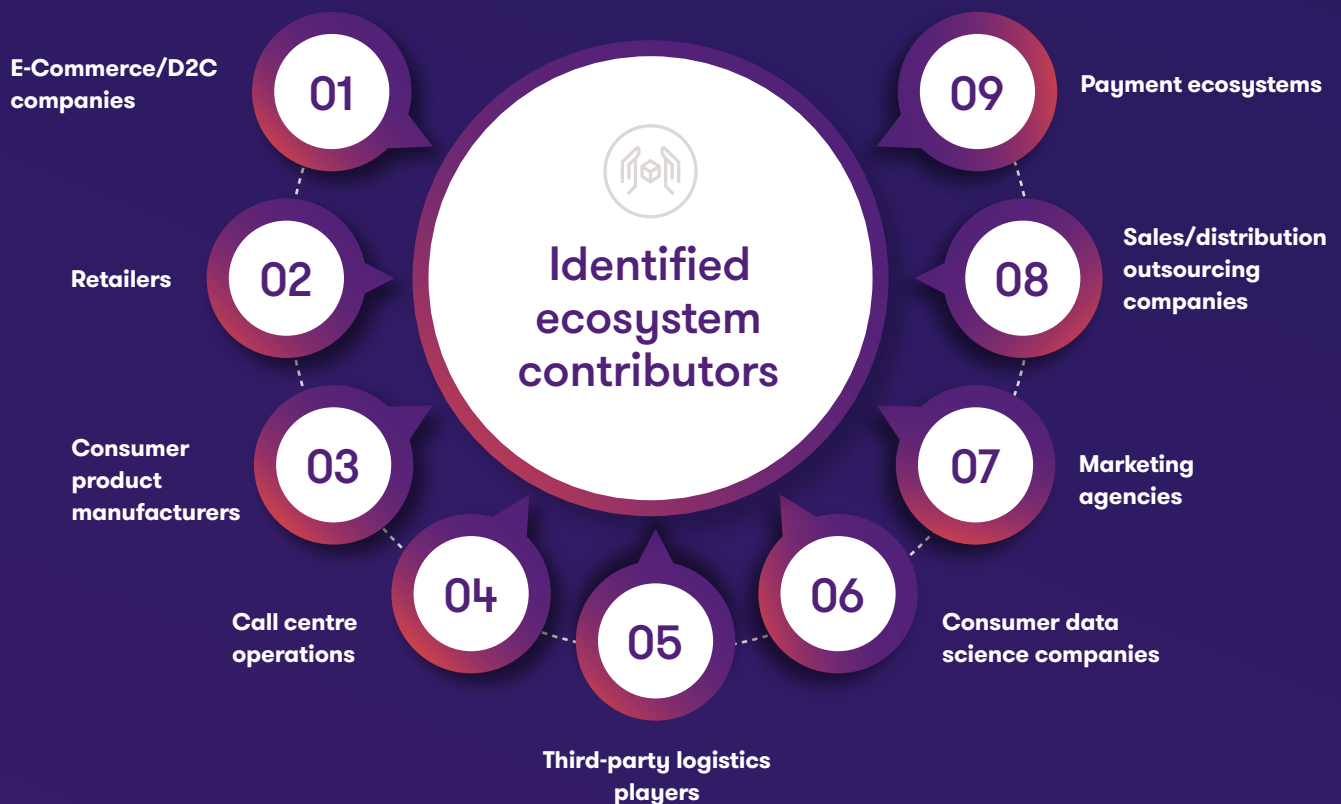 Identified
ecosystem
contributors
01
E-Commerce/D2C
companies
02
Retailers
03
Consumer
product
manufacturers
04
Call centre
operations
05
Third-party logistics
players
06
Consumer data
science companies
07
Marketing
agencies
08
Sales/distribution
outsourcing
companies
09
Payment ecosystems